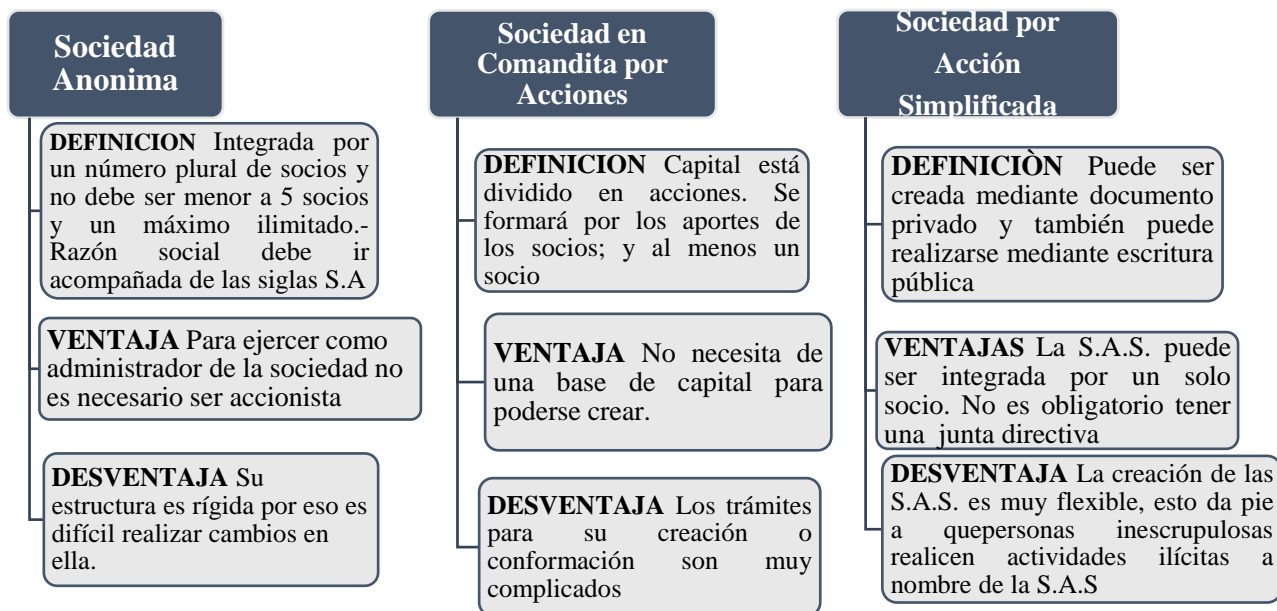 Sociedad
Anonima
DEFINICION Integrada por
un número plural de socios y
no debe ser menor a 5 socios
y un máximo ilimitado.-
Razón social debe ir
acompañada de las siglas S.A
VENTAJA Para ejercer como
administrador de la sociedad no
es necesario ser accionista
DESVENTAJA Su
estructura es rígida por eso es
difícil realizar cambios en
ella.
Sociedad en
Comandita por
Acciones
DEFINICION Capital está
dividido en acciones. Se
formará por los aportes de
los socios; y al menos un
socio
VENTAJA No necesita de
una base de capital para
poderse crear.
DESVENTAJA Los trámites
para su creación o
conformación son muy
complicados
Sociedad por
Acción
Simplificada
DEFINICIÒN Puede ser
creada mediante documento
privado y también puede
realizarse mediante escritura
pública
VENTAJAS La S.A.S. puede
ser integrada por un solo
socio. No es obligatorio tener
una junta directiva
DESVENTAJA La creación de las
S.A.S. es muy flexible, esto da pie
a quepersonas inescrupulosas
realicen actividades ilícitas a
nombre de la S.A.S